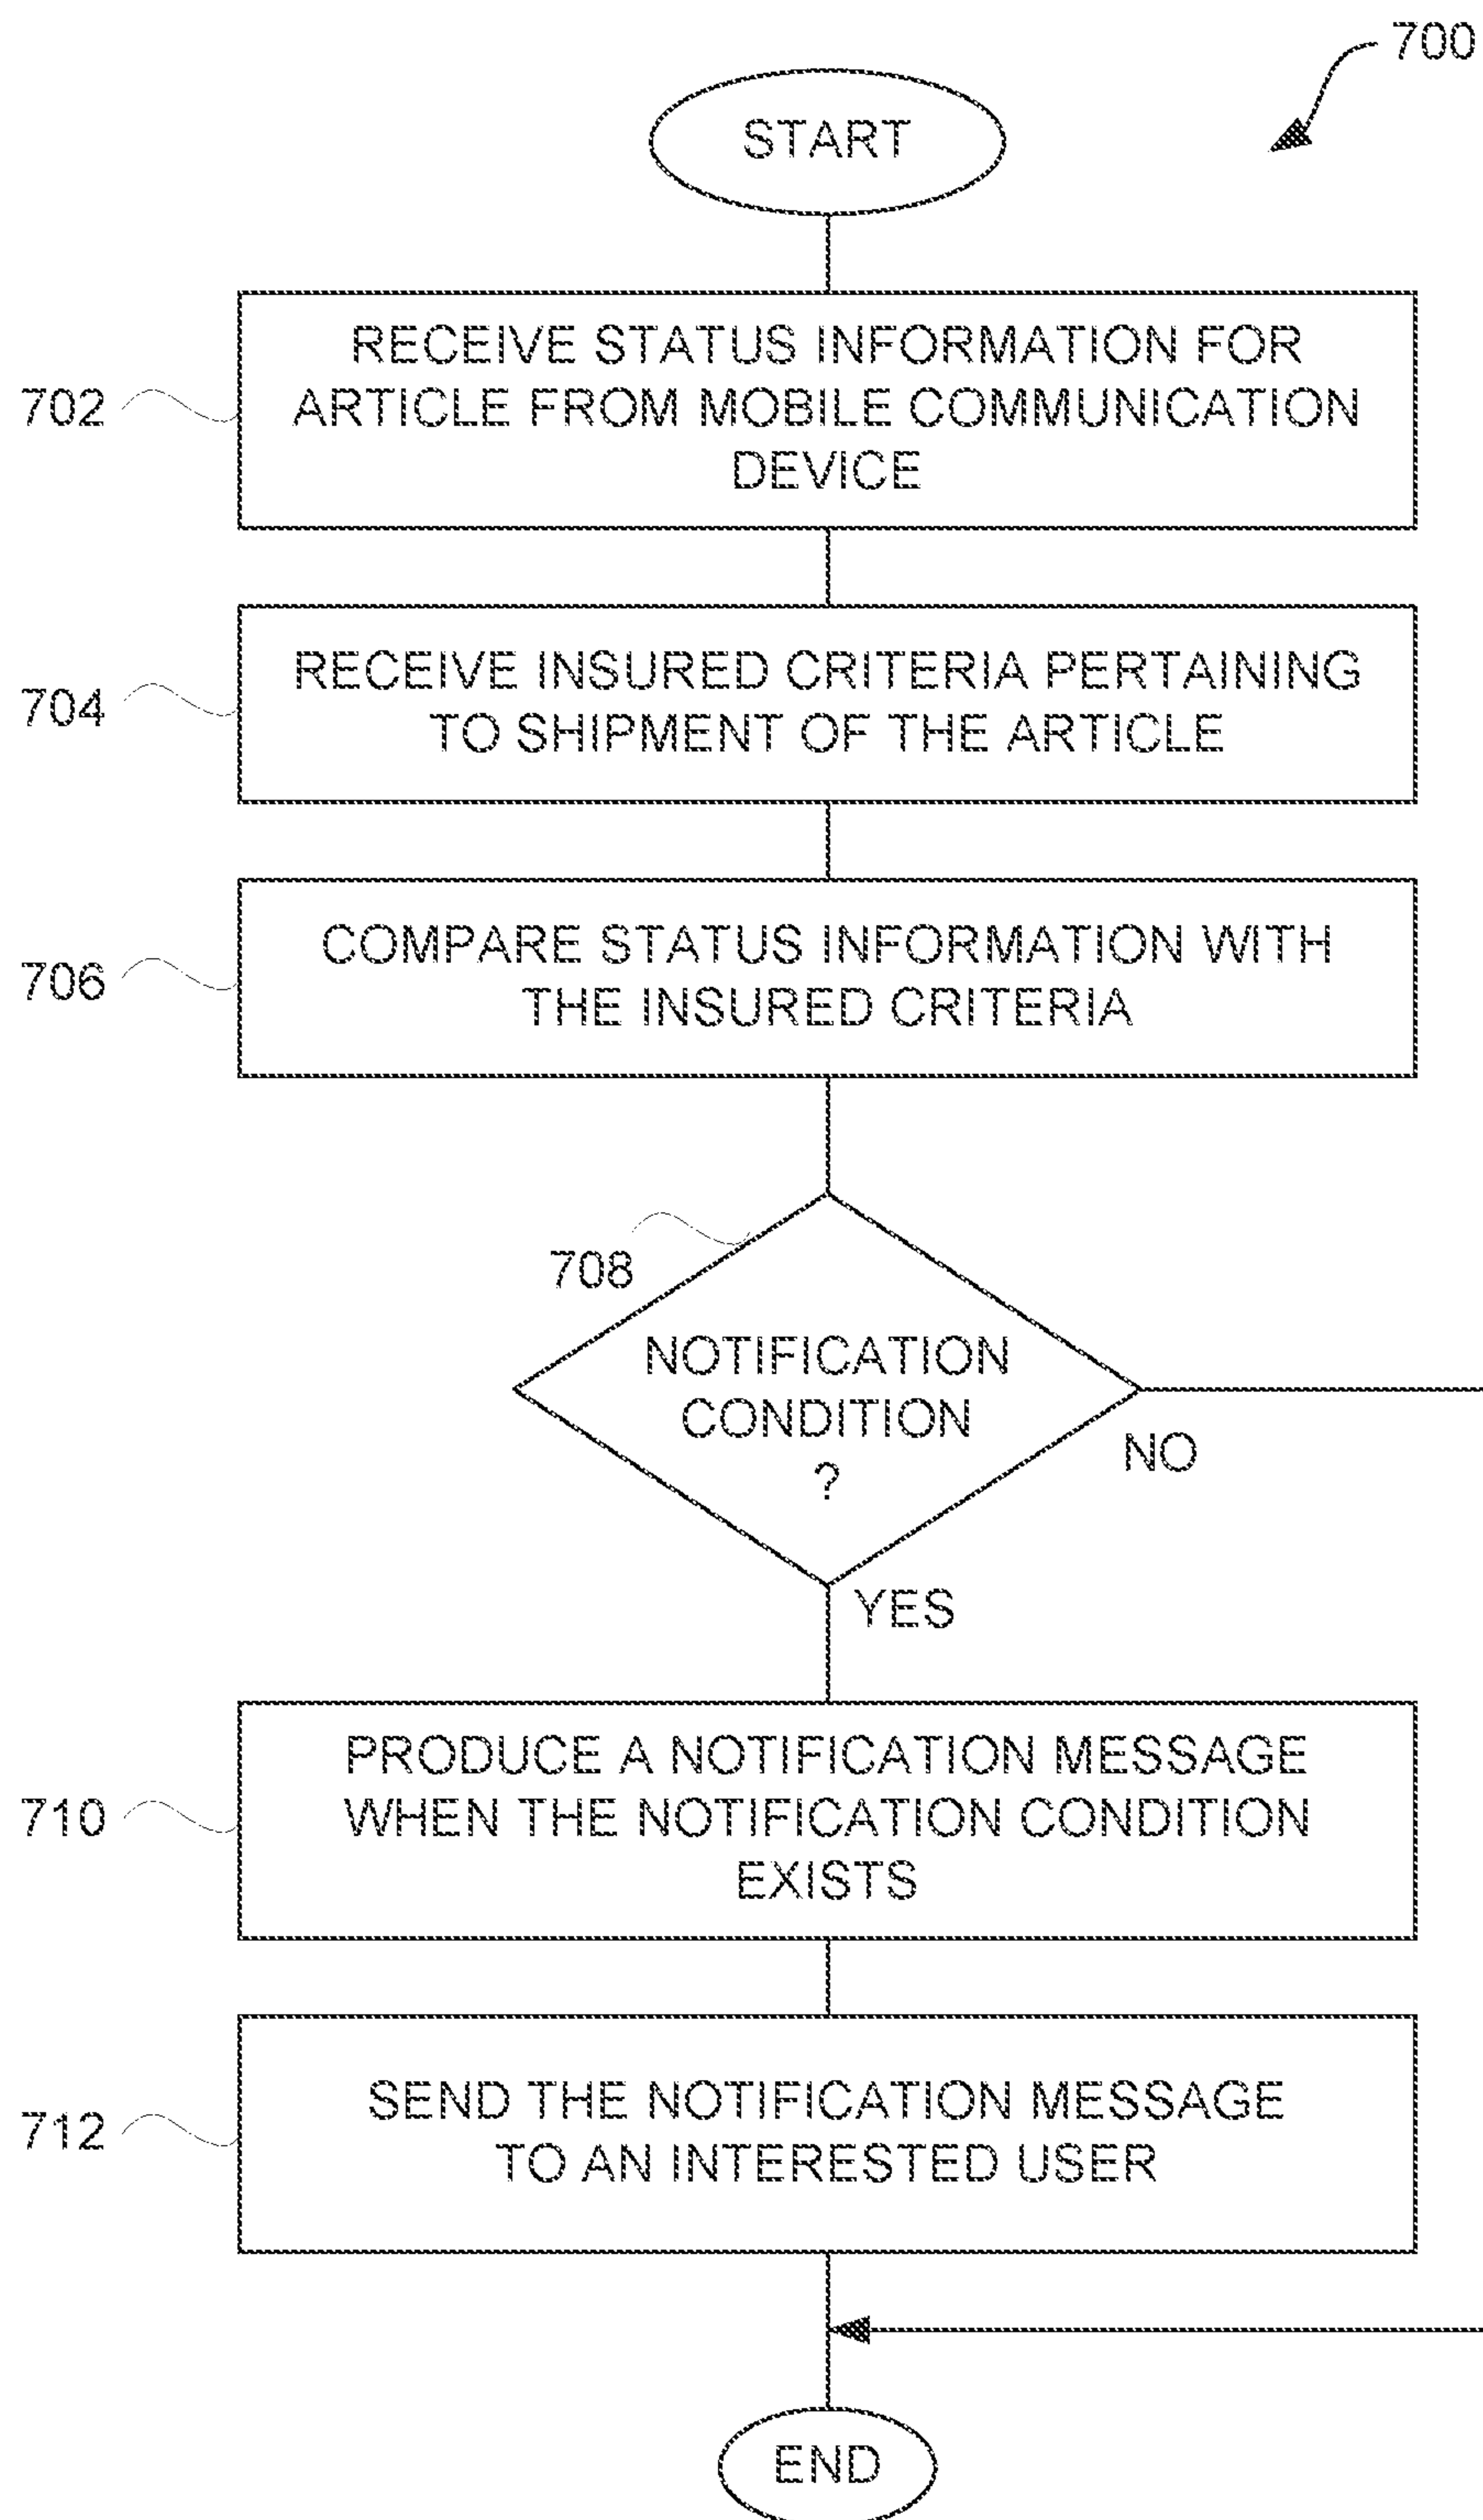 700
START
702
RECEIVE STATUS INFORMATION FOR
ARTICLE FROM MOBILE COMMUNICATION
DEVICE
704
RECEIVE INSURED CRITERIA PERTAINING
TO SHIPMENT OF THE ARTICLE
706
COMPARE STATUS INFORMATION WITH
THE INSURED CRITERIA
708
NOTIFICATION
CONDITION
?
NO
YES
710
PRODUCE A NOTIFICATION MESSAGE
WHEN THE NOTIFICATION CONDITION
EXISTS
712
SEND THE NOTIFICATION MESSAGE
TO AN INTERESTED USER
END